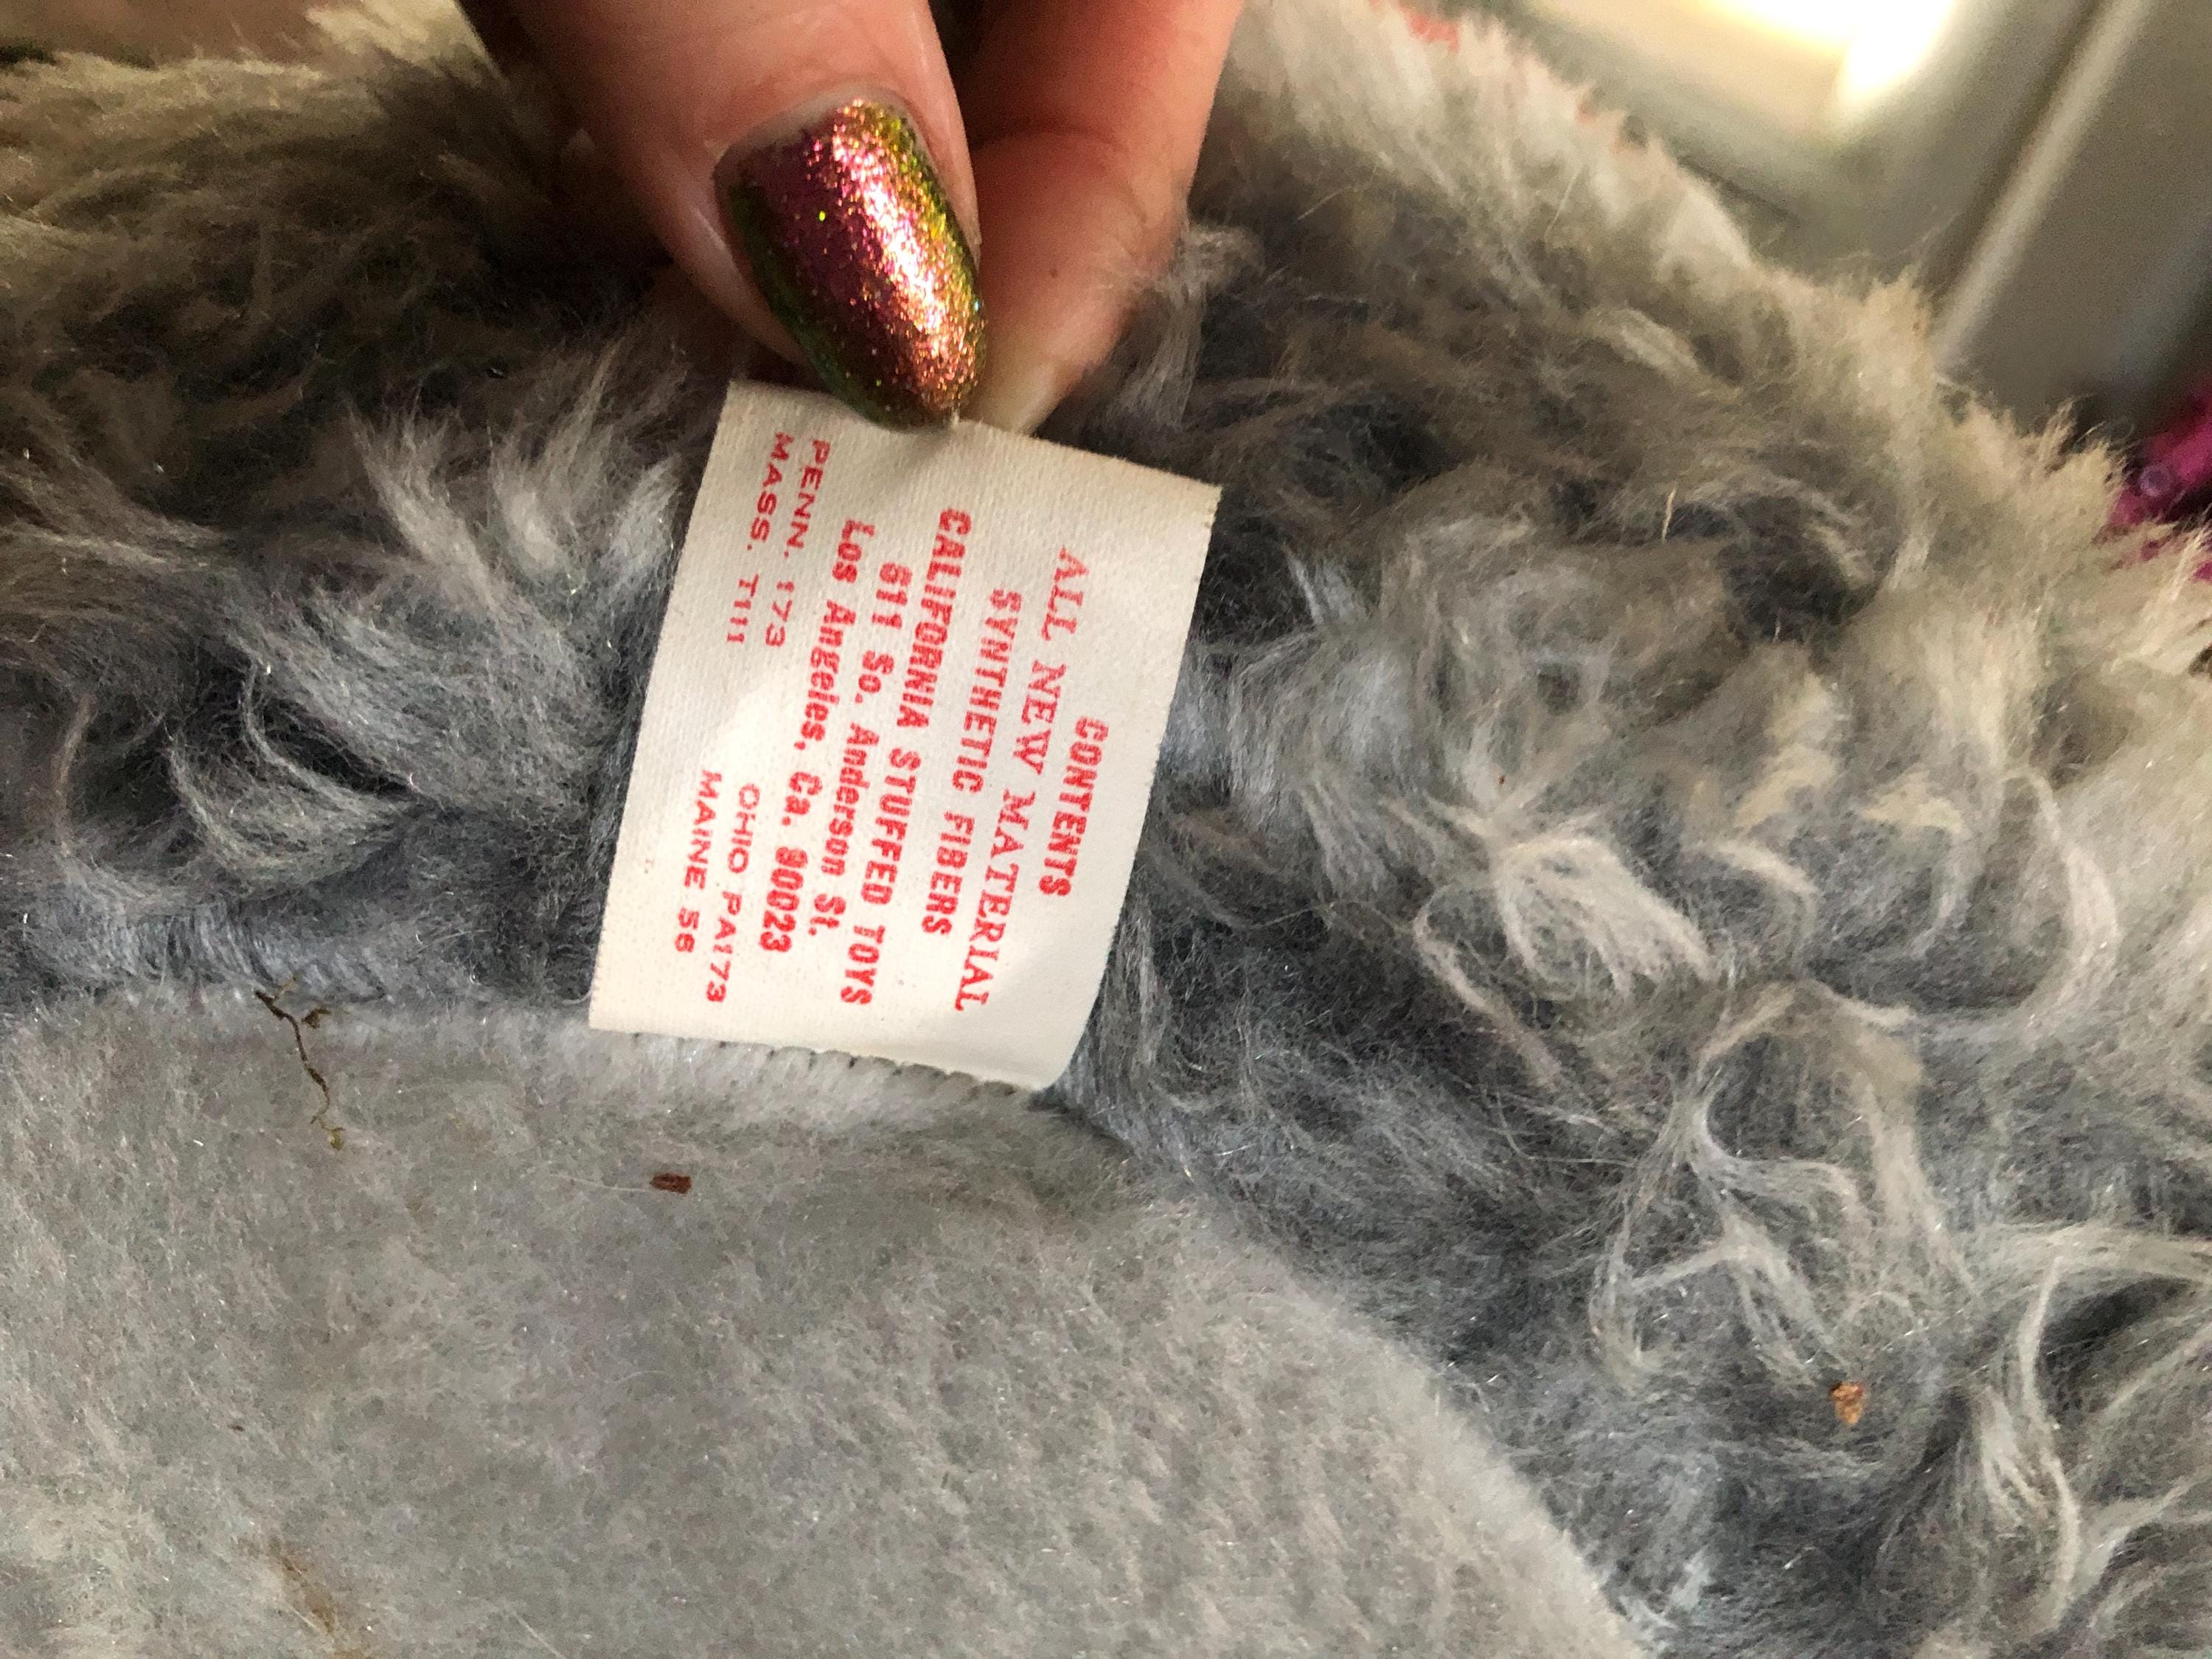 CONTENTS
ALL NEW MATERIAL
SYNTHETIC FIBERS
CALIFORNIA STUFFED TOYS
611 So. Anderson St.
Los Angeles, Ca. 90023
PENN. 173 OHIO PA173
MASS. T111 MAINE 56